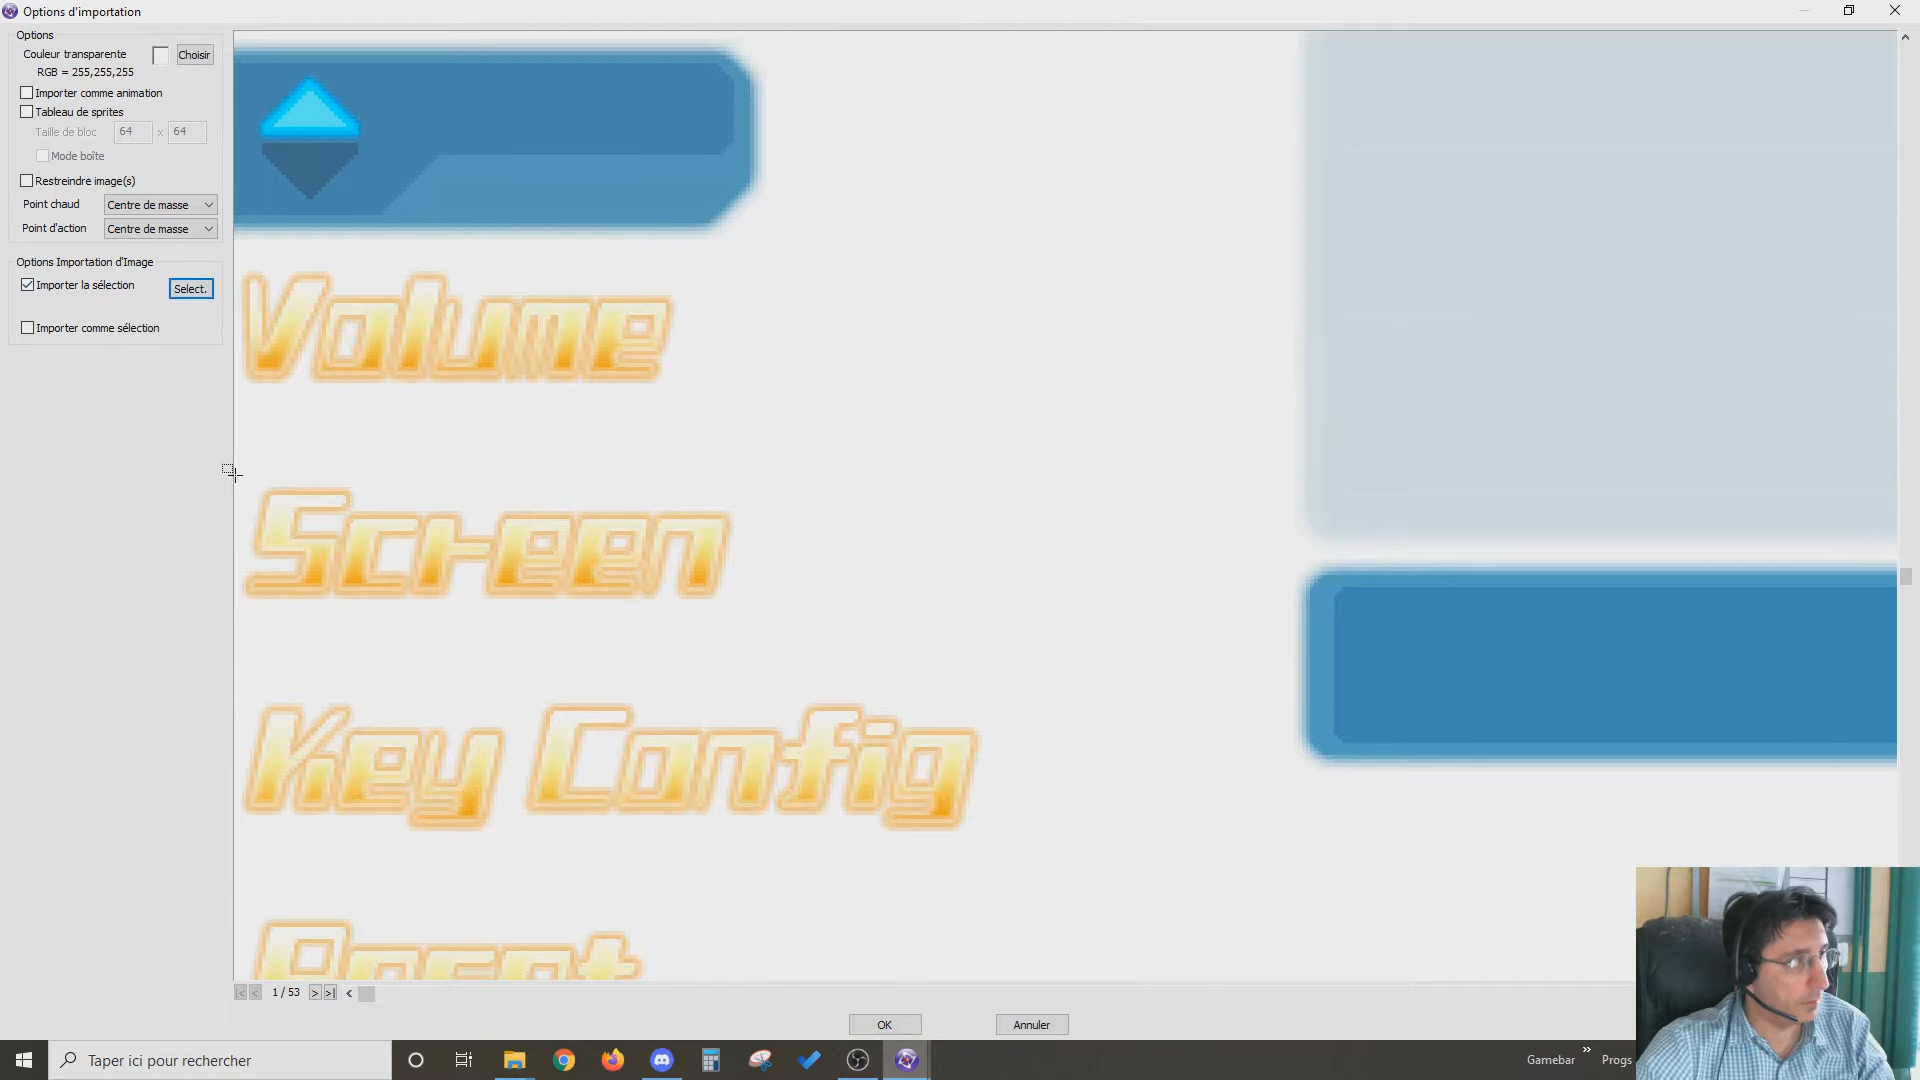 Options d'importation
Options
Couleur transparente
Choisir
RGB = 255,255,255
Importer comme animation
Tableau de sprites
Taille de bloc 64 x 64
Mode boîte
Restreindre image(s)
Point chaud Centre de masse
Point d'action Centre de masse
Options Importation d'Image
Importer la sélection Select.
Importer comme sélection
Volume
Screen
Key Config
Reset
1 / 53
OK Annuler
Taper ici pour rechercher
Gamebar » Progs